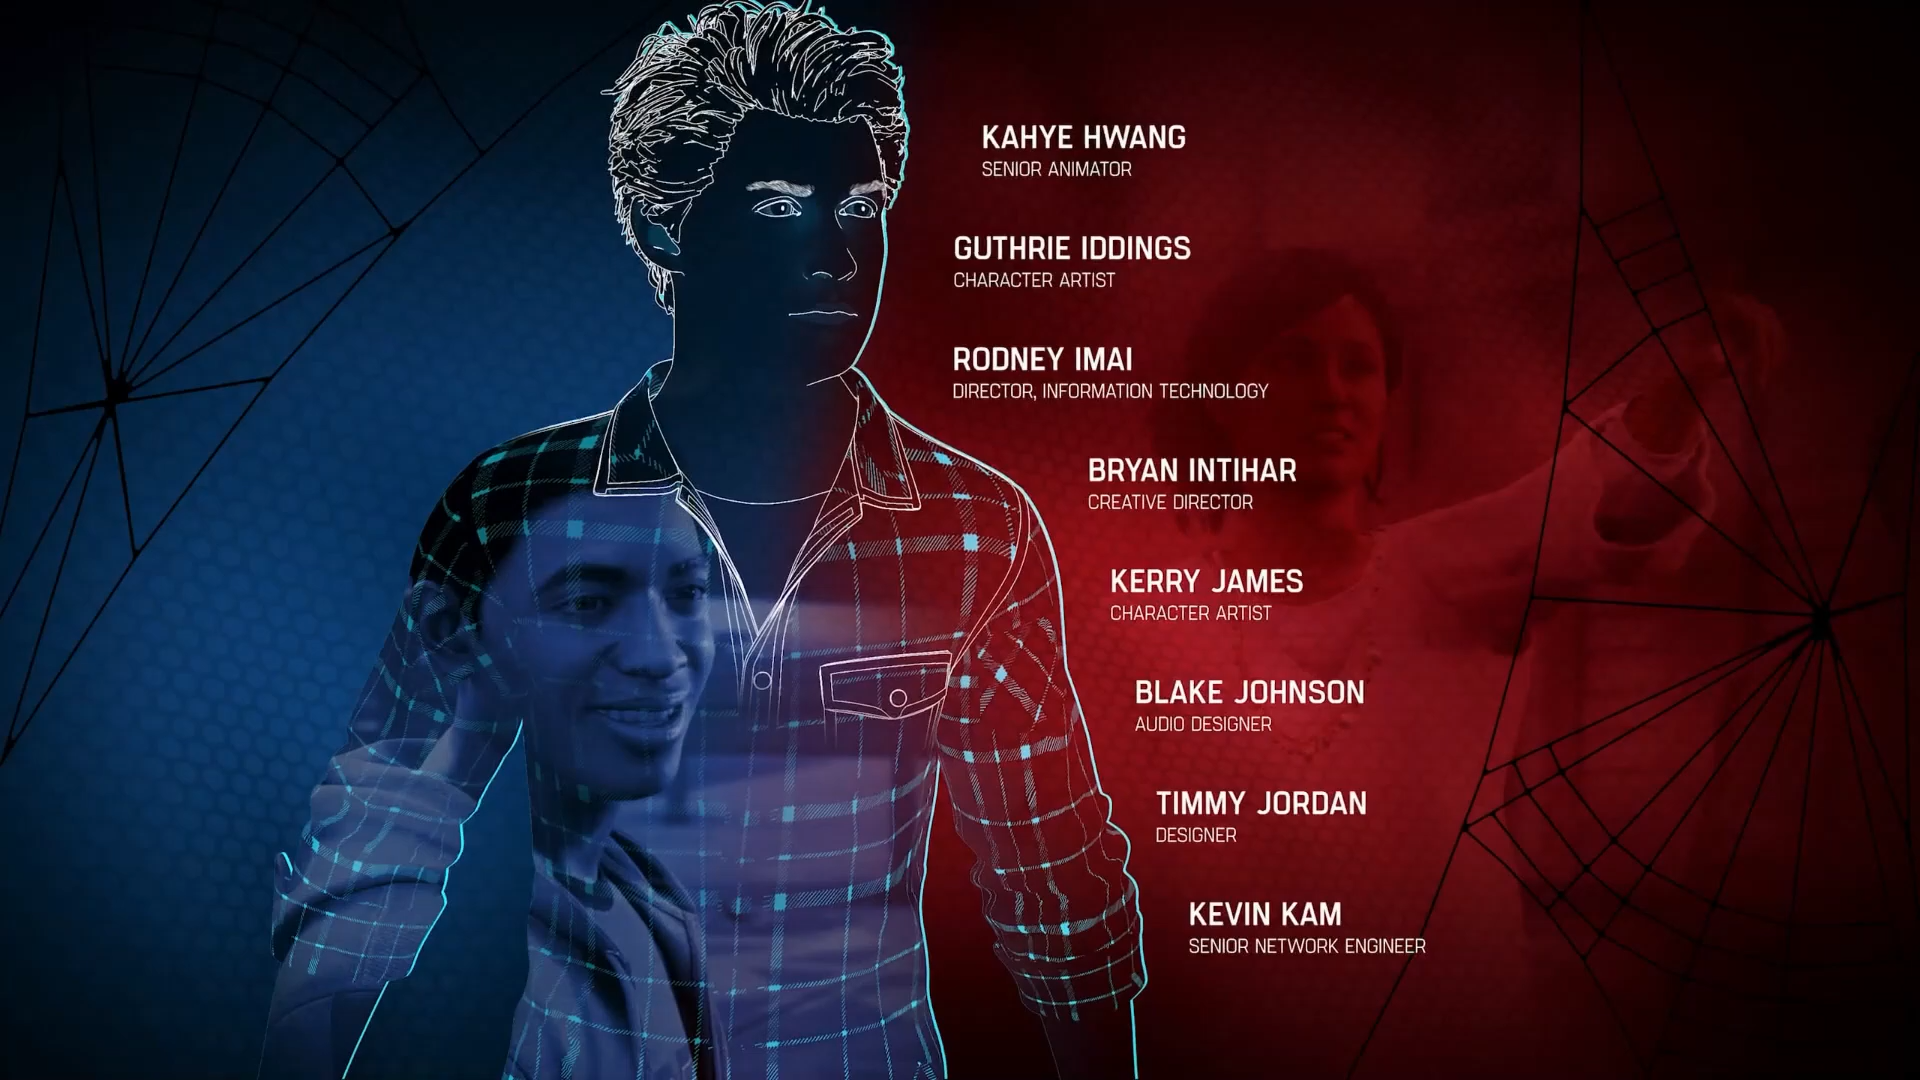 KAHYE HWANG
SENIOR ANIMATOR
GUTHRIE IDDINGS
CHARACTER ARTIST
RODNEY IMAI
DIRECTOR, INFORMATION TECHNOLOGY
BRYAN INTIHAR
CREATIVE DIRECTOR
KERRY JAMES
CHARACTER ARTIST
BLAKE JOHNSON
AUDIO DESIGNER
TIMMY JORDAN
DESIGNER
KEVIN KAM
SENIOR NETWORK ENGINEER